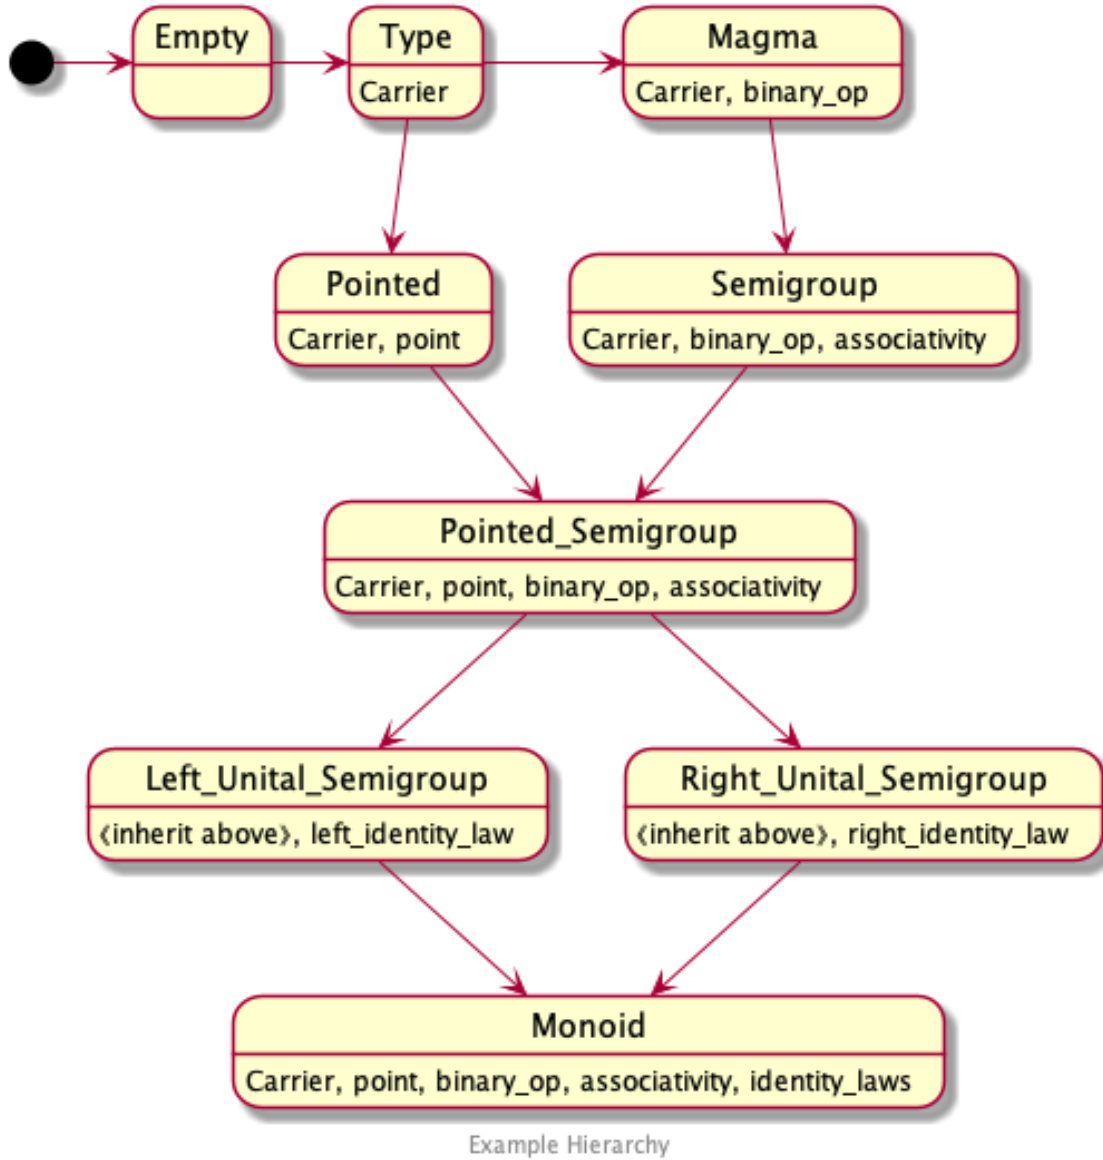 Empty
Type
Carrier
Magma
Carrier, binary_op
Pointed
Carrier, point
Semigroup
Carrier, binary_op, associativity
Pointed_Semigroup
Carrier, point, binary_op, associativity
Left_Unital_Semigroup
《inherit above》, left_identity_law
Right_Unital_Semigroup
《inherit above》, right_identity_law
Monoid
Carrier, point, binary_op, associativity, identity_laws
Example Hierarchy